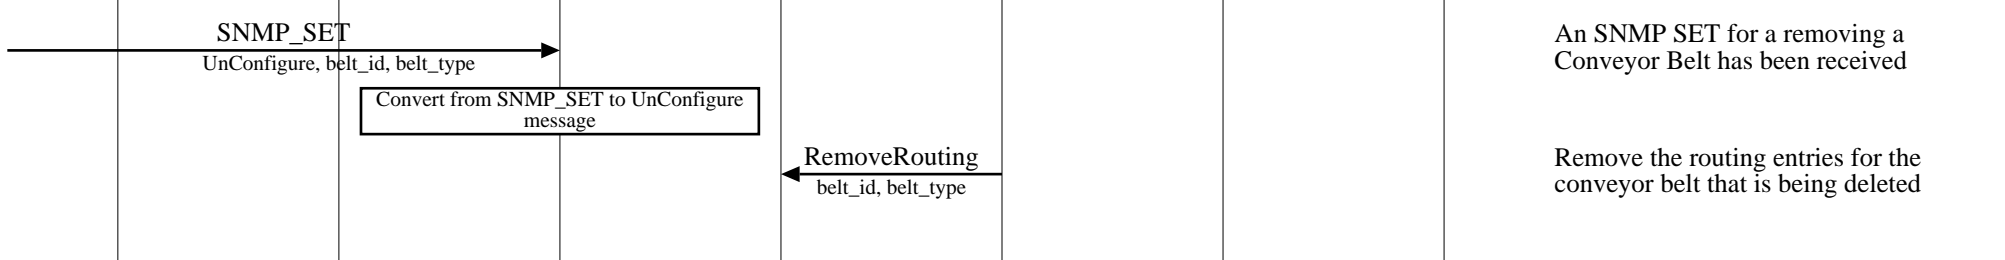 SNMP_SET
UnConfigure, belt_id, belt_type
An SNMP SET for a removing a
Conveyor Belt has been received
Convert from SNMP_SET to UnConfigure
message
RemoveRouting
belt_id, belt_type
Remove the routing entries for the
conveyor belt that is being deleted